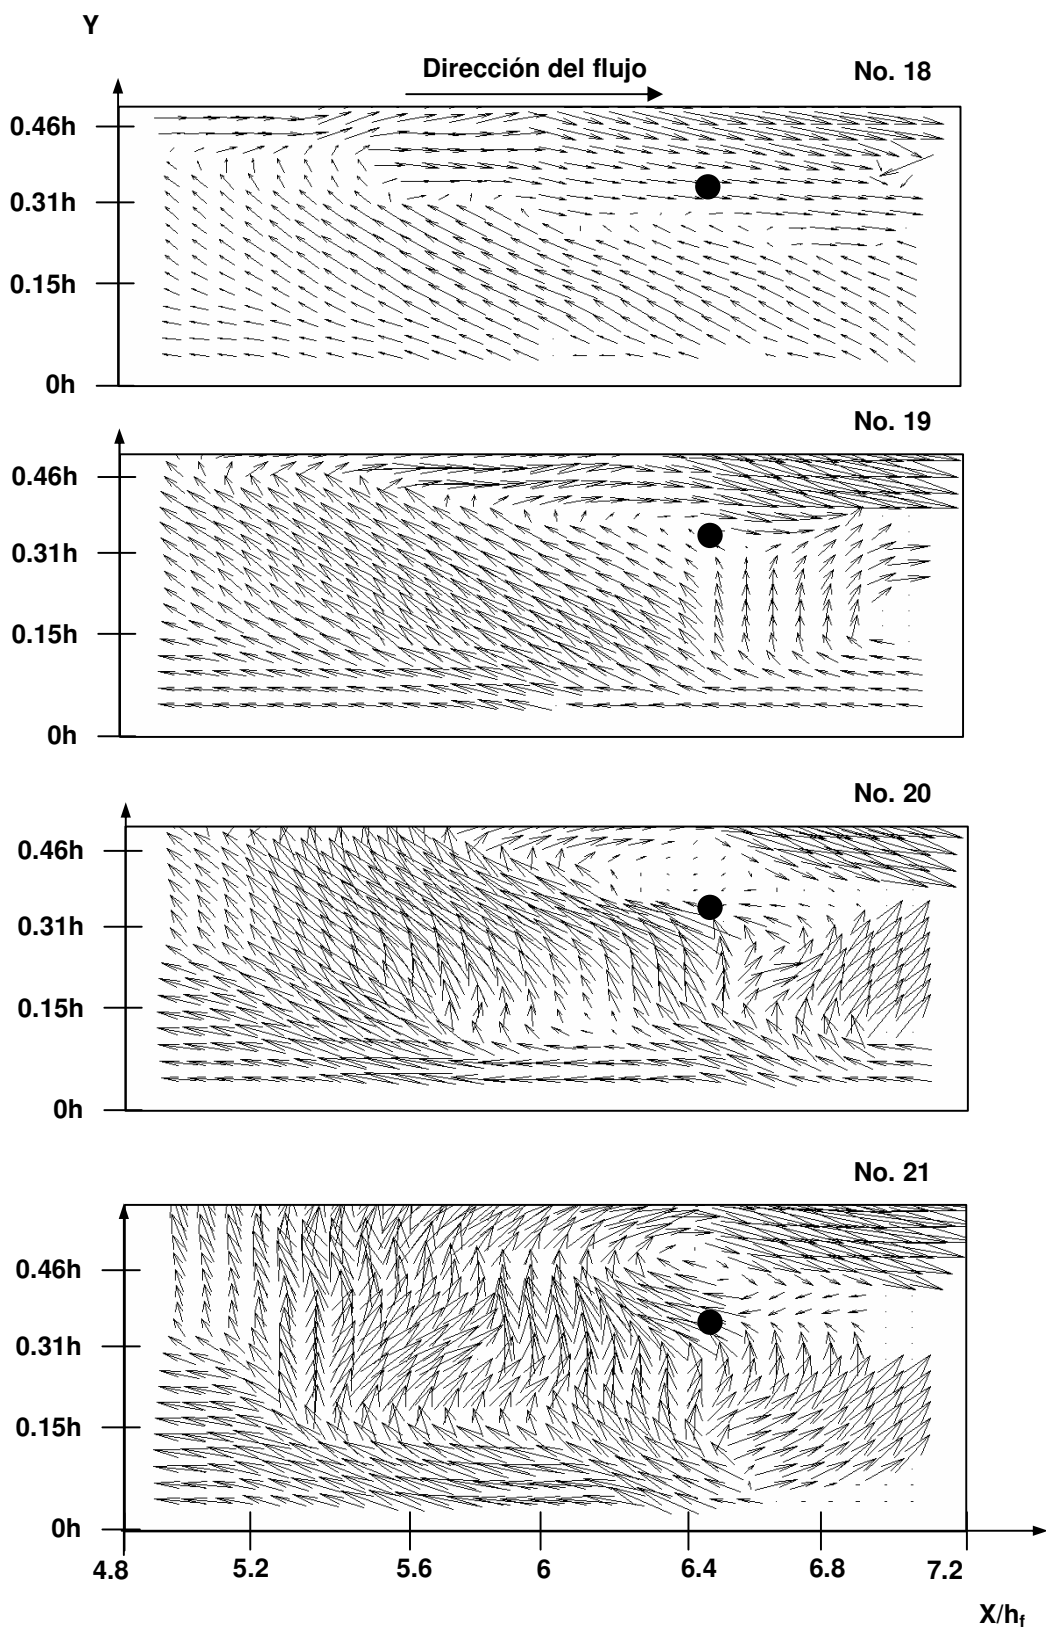 Y
Dirección del flujo
No. 18
0.46h
0.31h
0.15h
0h
No. 19
0.46h
0.31h
0.15h
0h
No. 20
0.46h
0.31h
0.15h
0h
No. 21
0.46h
0.31h
0.15h
0h
4.8 5.2 5.6 6 6.4 6.8 7.2
X/hf